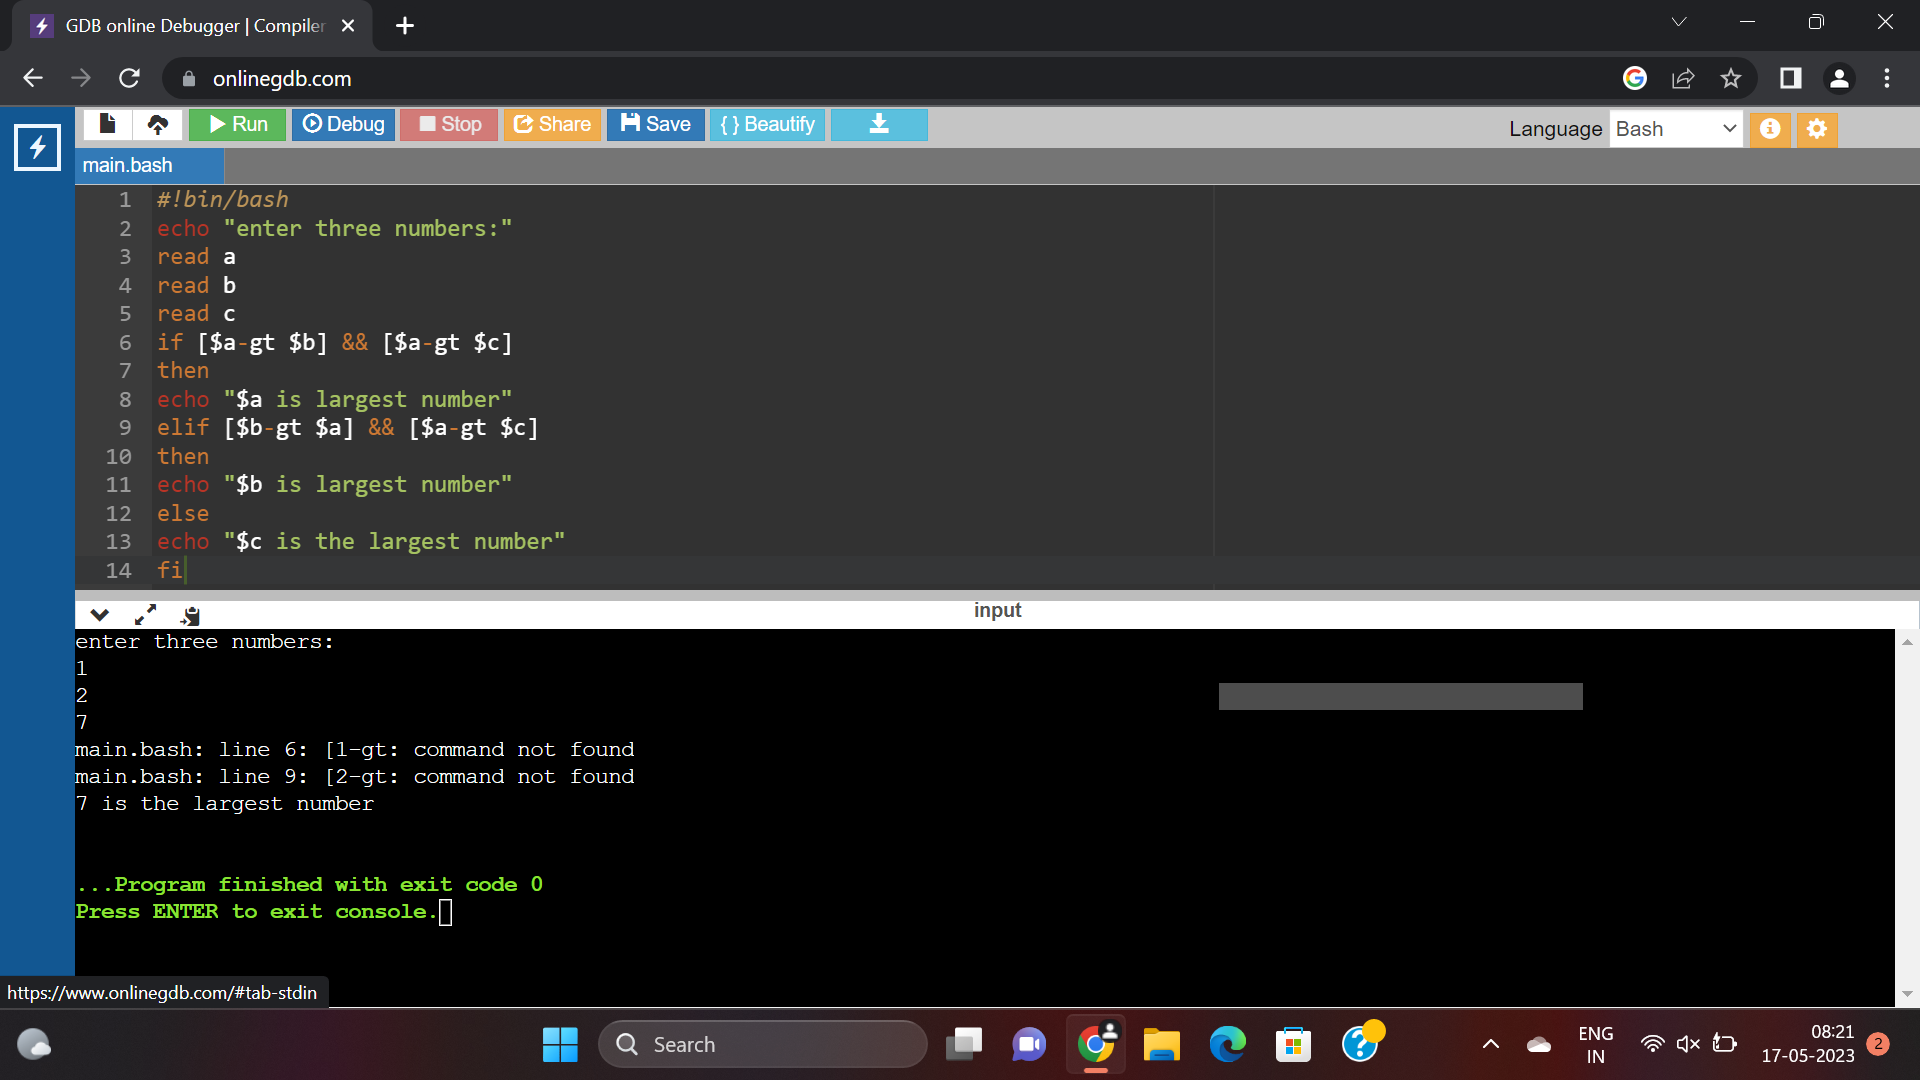 GDB online Debugger | Compiler
onlinegdb.com
Run Debug Stop Share Save { } Beautify
Language Bash
main.bash
1 #!bin/bash
2 echo "enter three numbers:"
3 read a
4 read b
5 read c
6 if [$a-gt $b] && [$a-gt $c]
7 then
8 echo "$a is largest number"
9 elif [$b-gt $a] && [$a-gt $c]
10 then
11 echo "$b is largest number"
12 else
13 echo "$c is the largest number"
14 fi
input
enter three numbers:
1
2
7
main.bash: line 6: [1-gt: command not found
main.bash: line 9: [2-gt: command not found
7 is the largest number
...Program finished with exit code 0
Press ENTER to exit console.
https://www.onlinegdb.com/#tab-stdin
Search
ENG
IN
08:21
17-05-2023
2